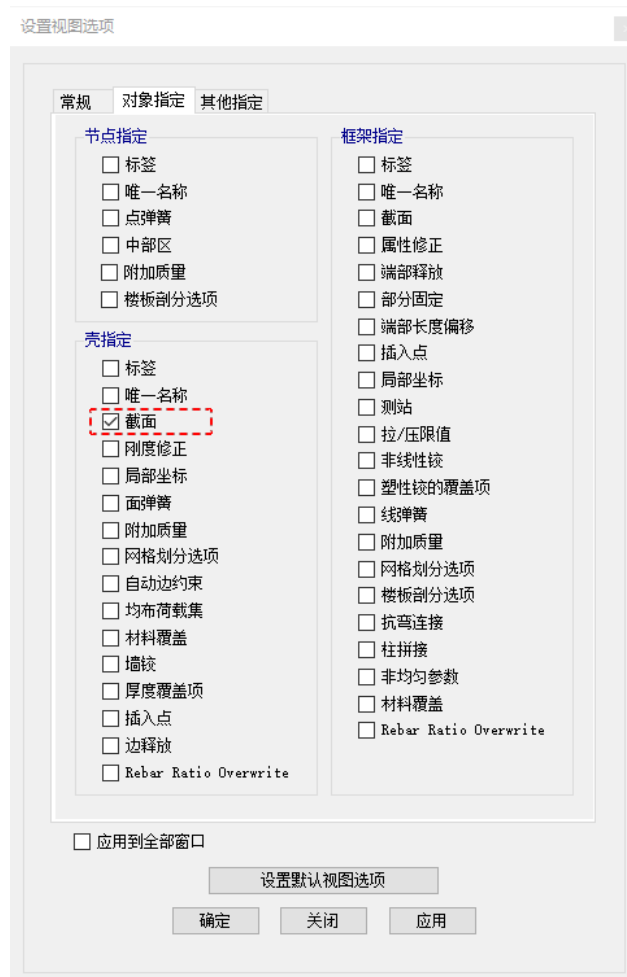 设置视图选项
常规 对象指定 其他指定
节点指定
标签
唯一名称
点弹簧
中部区
附加质量
楼板剖分选项
壳指定
标签
唯一名称
截面
刚度修正
局部坐标
面弹簧
附加质量
网格划分选项
自动边约束
均布荷载集
材料覆盖
墙铰
厚度覆盖项
插入点
边释放
Rebar Ratio Overwrite
框架指定
标签
唯一名称
截面
属性修正
端部释放
部分固定
端部长度偏移
插入点
局部坐标
测站
拉/压限值
非线性铰
塑性铰的覆盖项
线弹簧
附加质量
网格划分选项
楼板剖分选项
抗弯连接
柱拼接
非均匀参数
材料覆盖
Rebar Ratio Overwrite
应用到全部窗口
设置默认视图选项
确定 关闭 应用